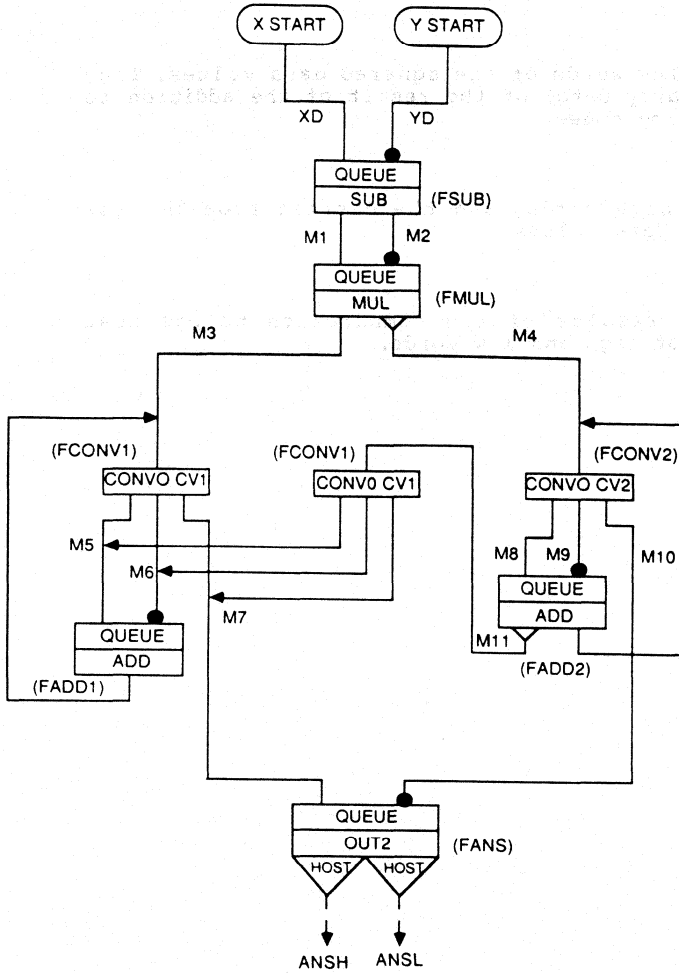 X START
Y START
XD
YD
QUEUE
SUB
(FSUB)
M1
M2
QUEUE
MUL
(FMUL)
M3
M4
(FCONV1)
(FCONV1)
(FCONV2)
CONVO CV1
CONV0 CV1
CONVO CV2
M5
M6
M7
M8
M9
M10
QUEUE
ADD
M11
(FADD2)
QUEUE
ADD
(FADD1)
QUEUE
OUT2
(FANS)
HOST
HOST
ANSH
ANSL